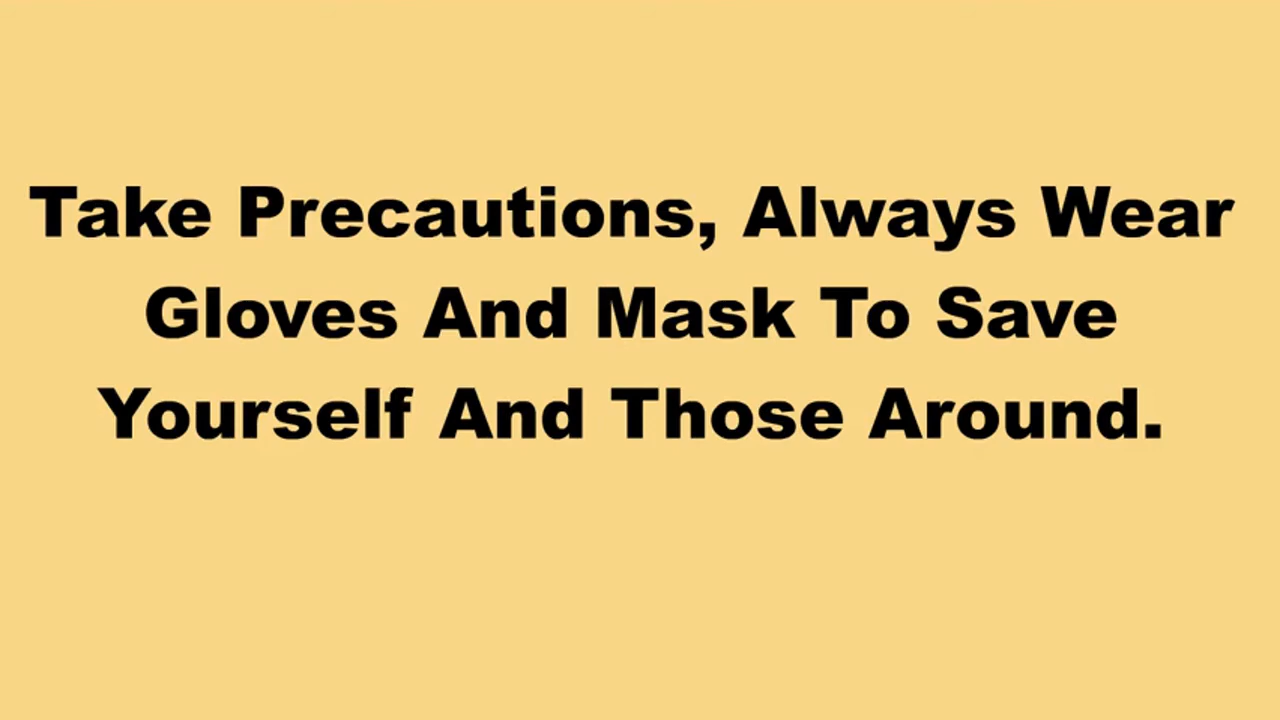 Take Precautions, Always Wear
Gloves And Mask To Save
Yourself And Those Around.